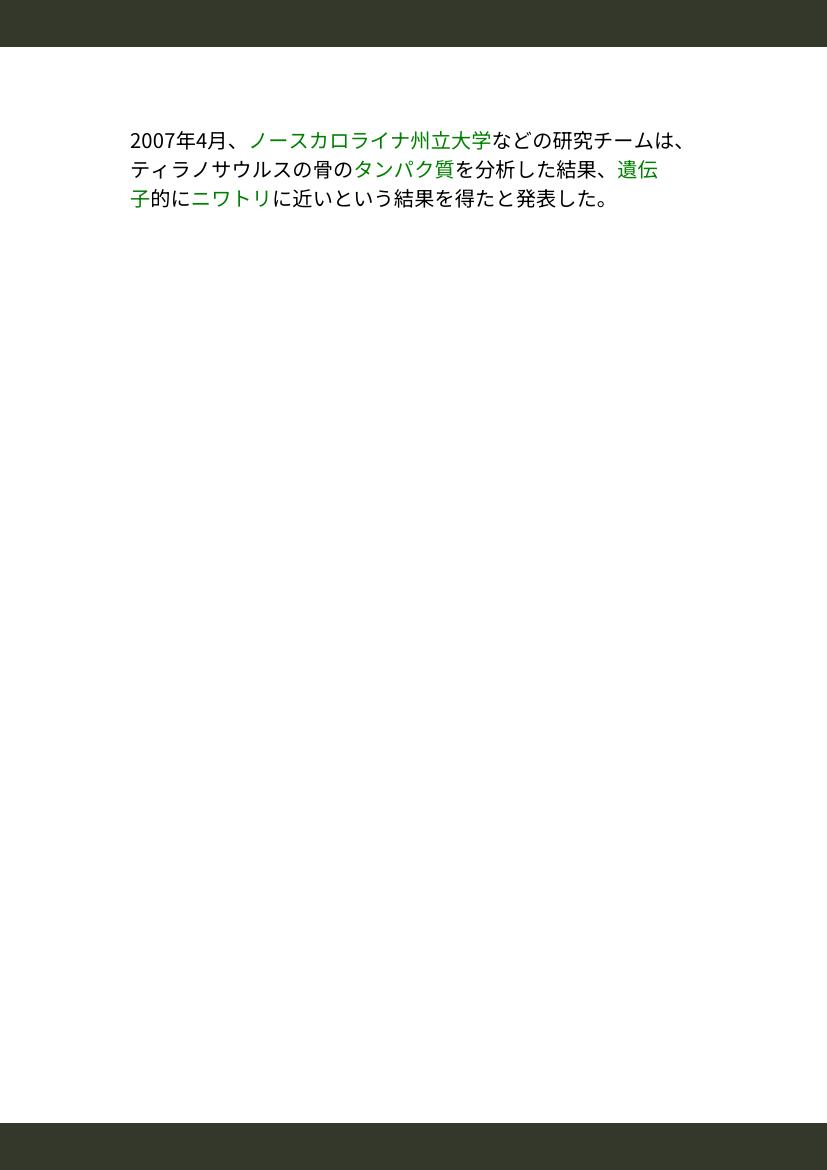 2007年4月、ノースカロライナ州立大学などの研究チームは、
ティラノサウルスの骨のタンパク質を分析した結果、遺伝
子的にニワトリに近いという結果を得たと発表した。